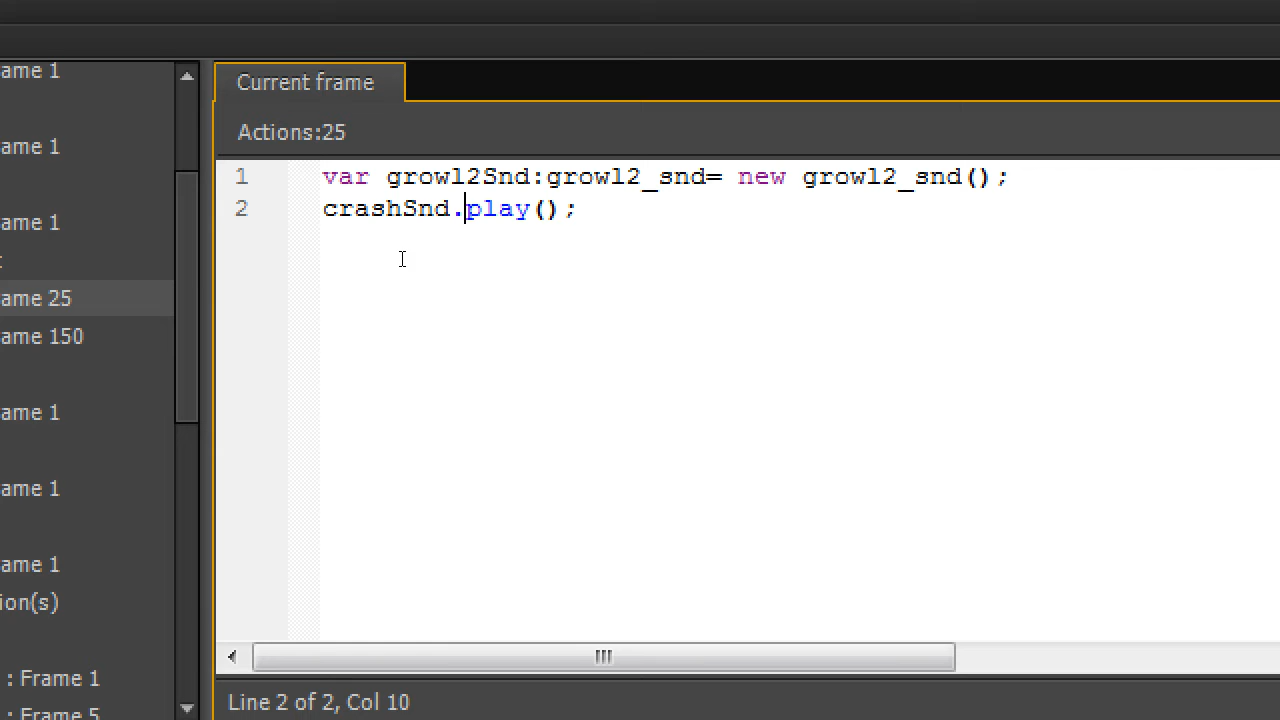 ame 1
ame 1
ame 1
ame 25
ame 150
ame 1
ame 1
ame 1
ion(s)
: Frame 1
: Frame 5
Current frame
Actions:25
1 var growl2Snd:growl2_snd= new growl2_snd();
2 crashSnd.play();
Line 2 of 2, Col 10